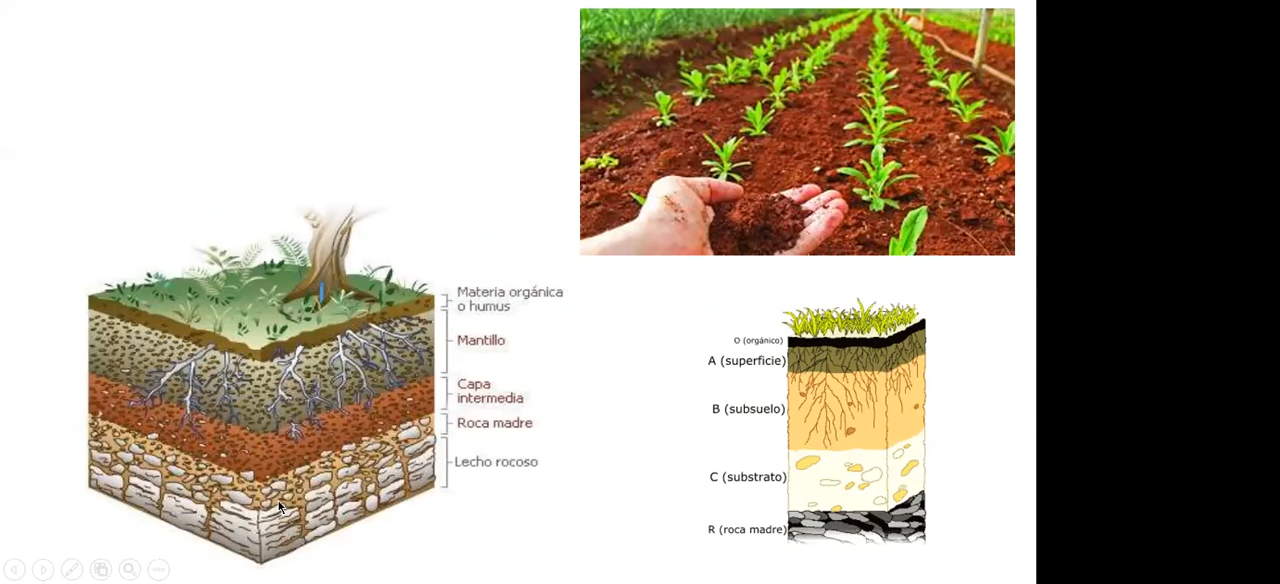 Materia orgánica
o humus
Mantillo
Capa
intermedia
Roca madre
Lecho rocoso
O (orgánico)
A (superficie)
B (subsuelo)
C (substrato)
R (roca madre)